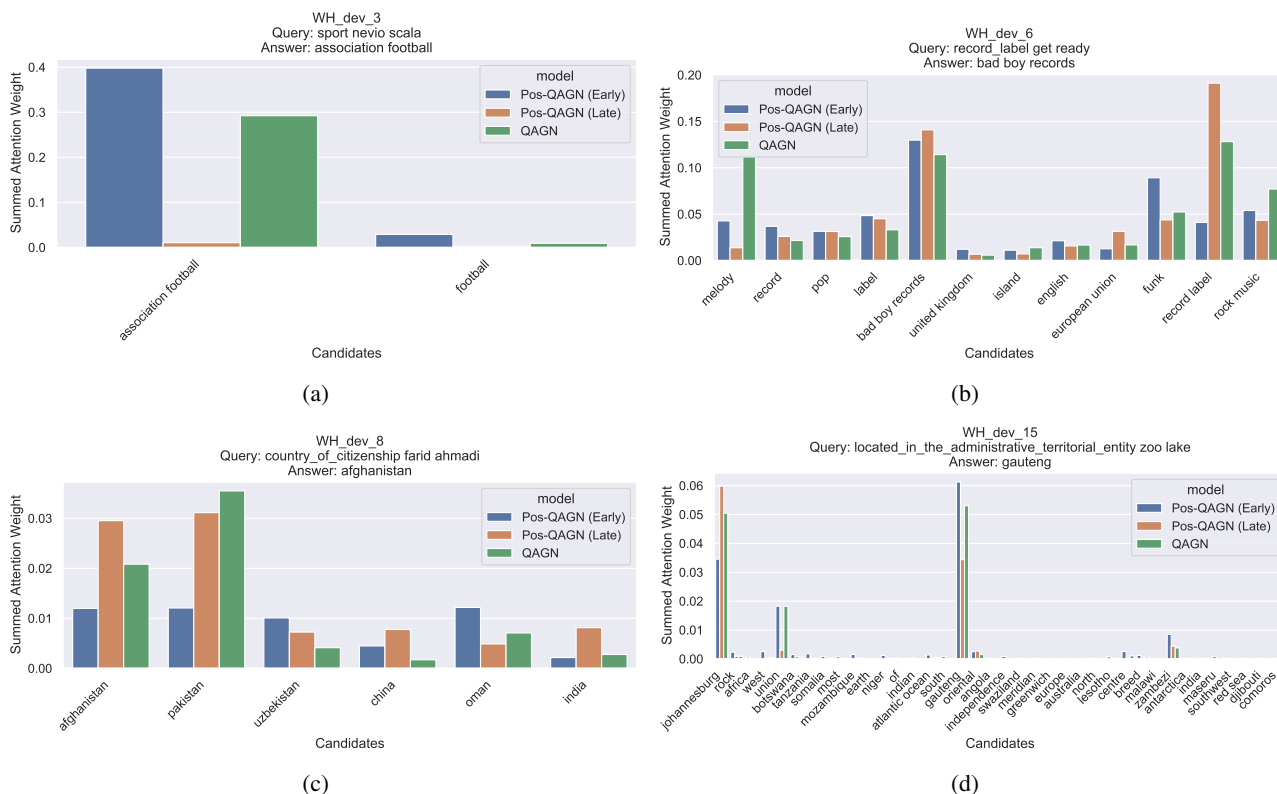 WH_dev_3
Query: sport nevio scala
Answer: association football
Summed Attention Weight
0.4
0.3
0.2
0.1
0.0
model
Pos-QAGN (Early)
Pos-QAGN (Late)
QAGN
association football
football
Candidates
(a)
WH_dev_6
Query: record_label get ready
Answer: bad boy records
Summed Attention Weight
0.20
0.15
0.10
0.05
0.00
model
Pos-QAGN (Early)
Pos-QAGN (Late)
QAGN
melody
record
pop
label
bad boy records
united kingdom
island
english
european union
funk
record label
rock music
Candidates
(b)
WH_dev_8
Query: country_of_citizenship farid ahmadi
Answer: afghanistan
Summed Attention Weight
0.03
0.02
0.01
0.00
model
Pos-QAGN (Early)
Pos-QAGN (Late)
QAGN
afghanistan
pakistan
uzbekistan
china
oman
india
Candidates
(c)
WH_dev_15
Query: located_in_the_administrative_territorial_entity zoo lake
Answer: gauteng
Summed Attention Weight
0.06
0.05
0.04
0.03
0.02
0.01
0.00
model
Pos-QAGN (Early)
Pos-QAGN (Late)
QAGN
johannesburg
rock
africa
west
union
botswana
tanzania
somalia
most
mozambique
earth
niger
of
indian
atlantic ocean
south
gauteng
oriental
angola
independence
swaziland
meridian
greenwich
europe
australia
north
lesotho
centre
breed
malawi
zambezi
antarctica
india
maseru
southwest
red sea
djibouti
comoros
Candidates
(d)